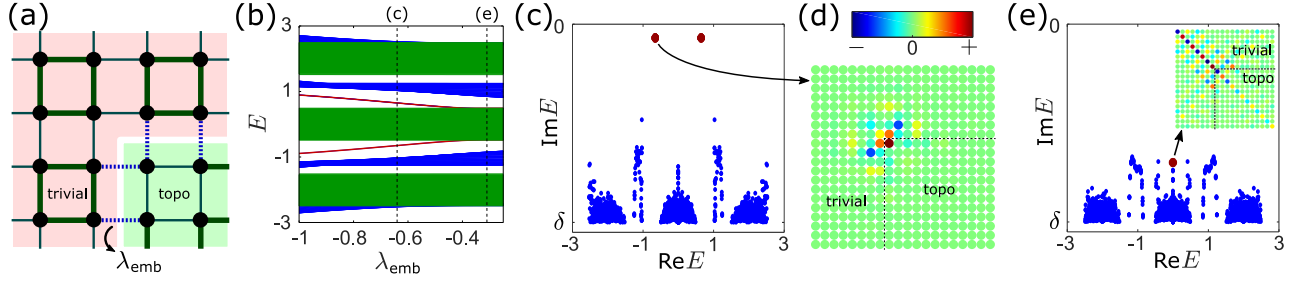 (a)
trivial
topo
λemb
(b)
(c)
(e)
E
3
1
-1
-3
-1
-0.8
-0.6
-0.4
λemb
(c)
0
ImE
δ
-3
-1
1
3
ReE
(d)
−
0
+
trivial
topo
(e)
0
ImE
δ
-3
-1
1
3
ReE
trivial
topo